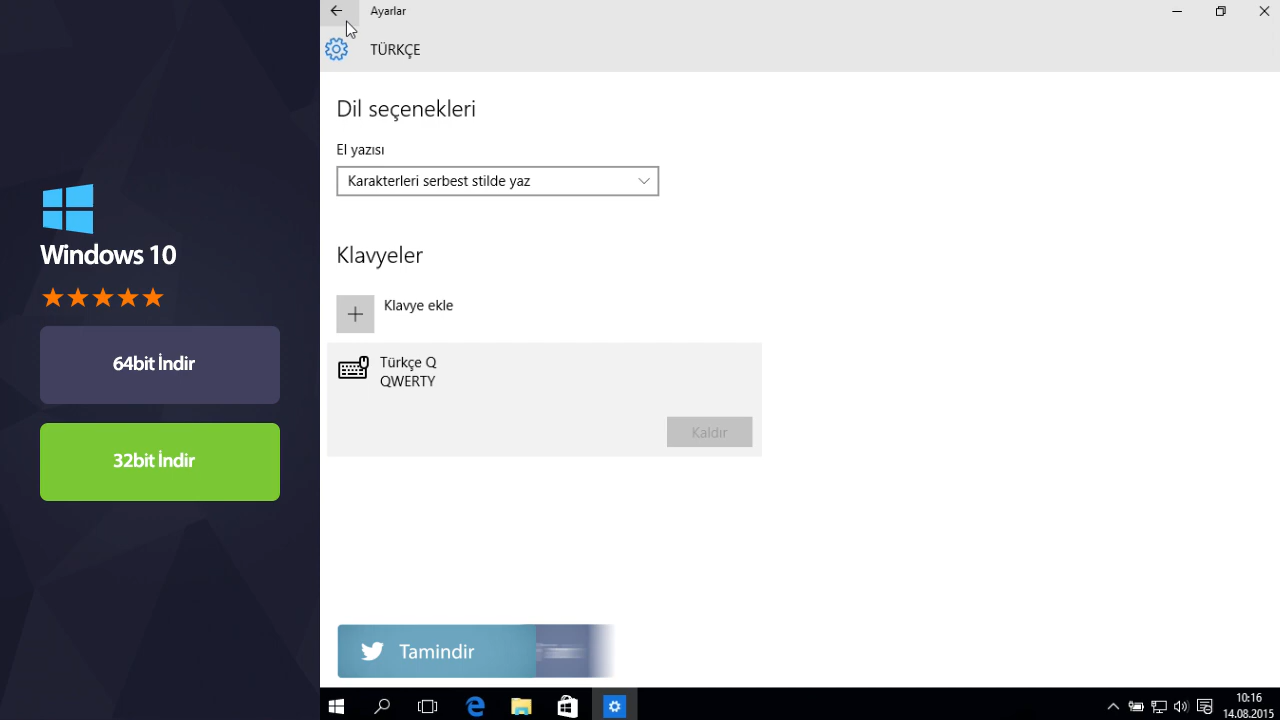 Windows 10
64bit İndir
32bit İndir
Ayarlar
TÜRKÇE
Dil seçenekleri
El yazısı
Karakterleri serbest stilde yaz
Klavyeler
Klavye ekle
Türkçe Q
QWERTY
Kaldır
Tamindir
10:16
14.08.2015